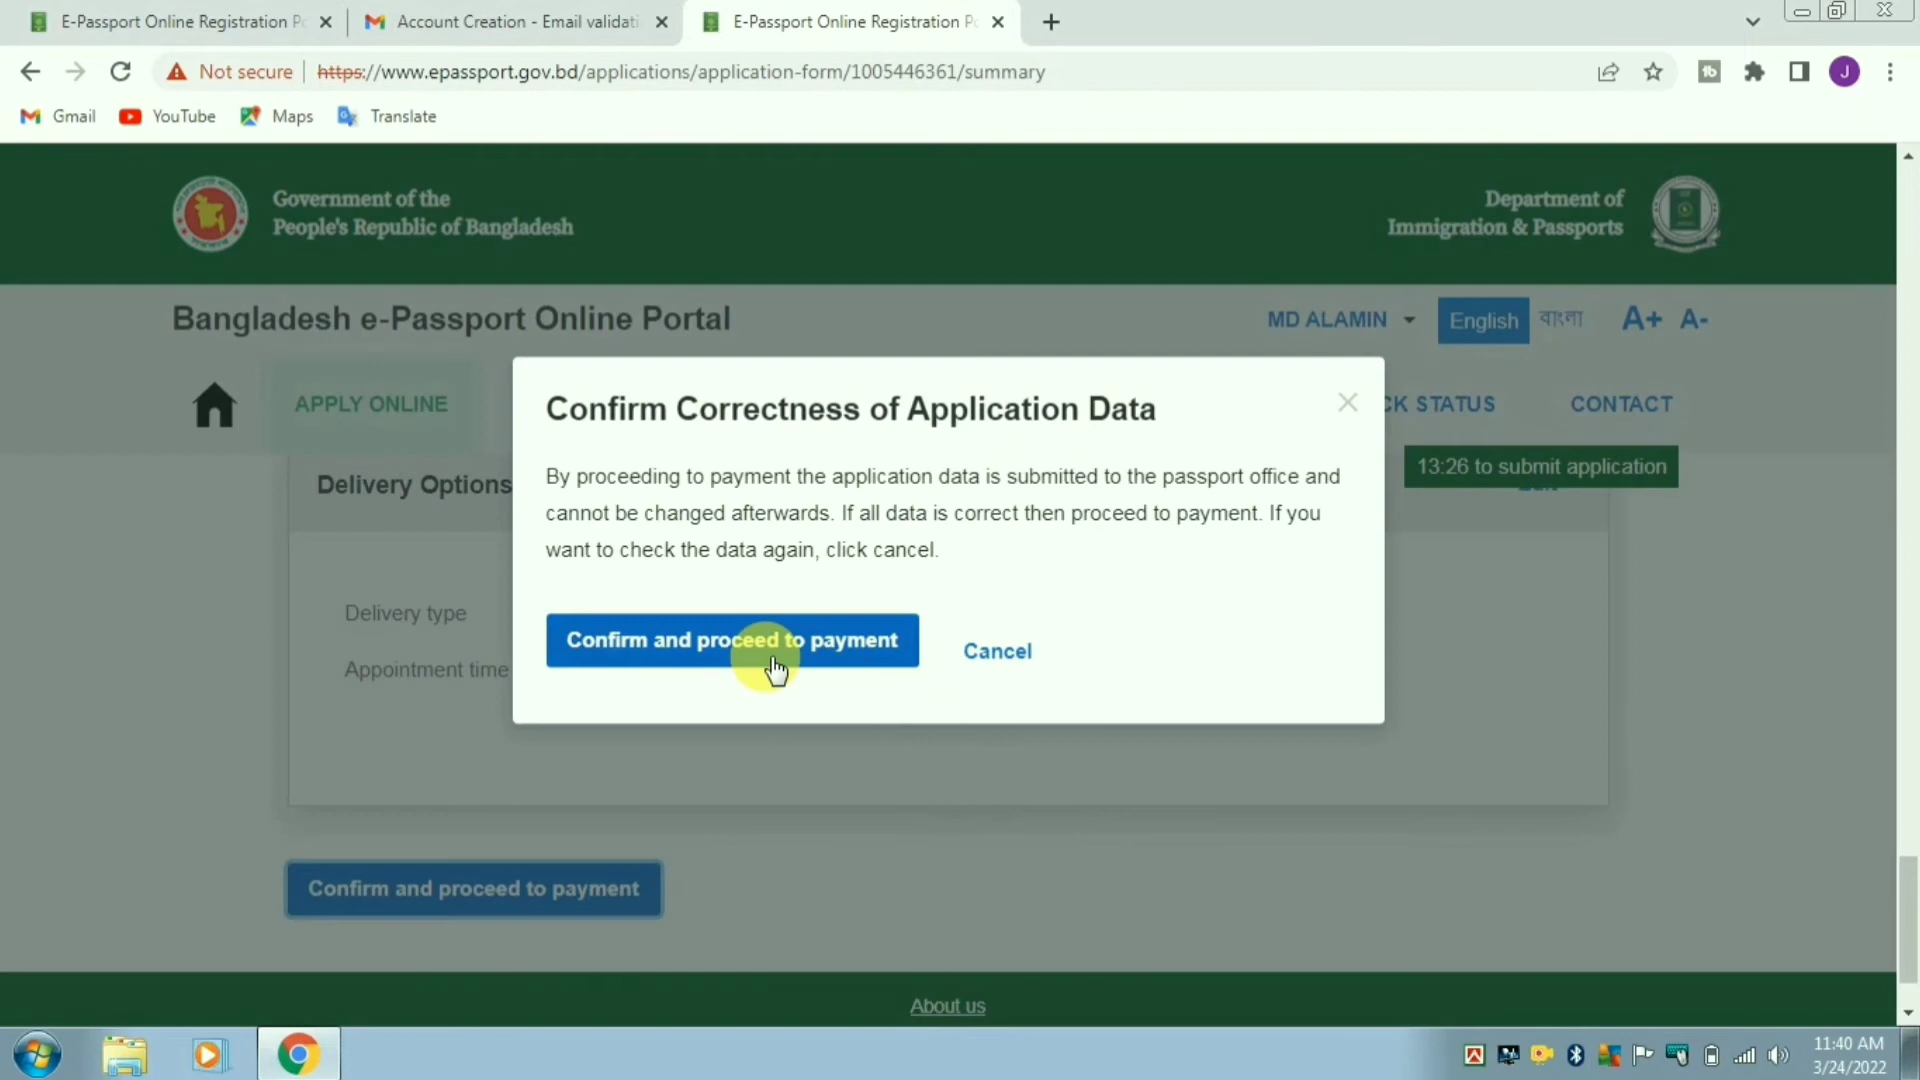 E-Passport Online Registration Po
Account Creation - Email validati
E-Passport Online Registration Po
Not secure
https://www.epassport.gov.bd/applications/application-form/1005446361/summary
J
Gmail
YouTube
Maps
Translate
Government of the
People's Republic of Bangladesh
Department of
Immigration & Passports
Bangladesh e-Passport Online Portal
MD ALAMIN
English
বাংলা
A+
A-
APPLY ONLINE
CK STATUS
CONTACT
13:26 to submit application
Delivery Options
Confirm Correctness of Application Data
By proceeding to payment the application data is submitted to the passport office and
cannot be changed afterwards. If all data is correct then proceed to payment. If you
want to check the data again, click cancel.
Delivery type
Confirm and proceed to payment
Cancel
Appointment time
Confirm and proceed to payment
About us
11:40 AM
3/24/2022